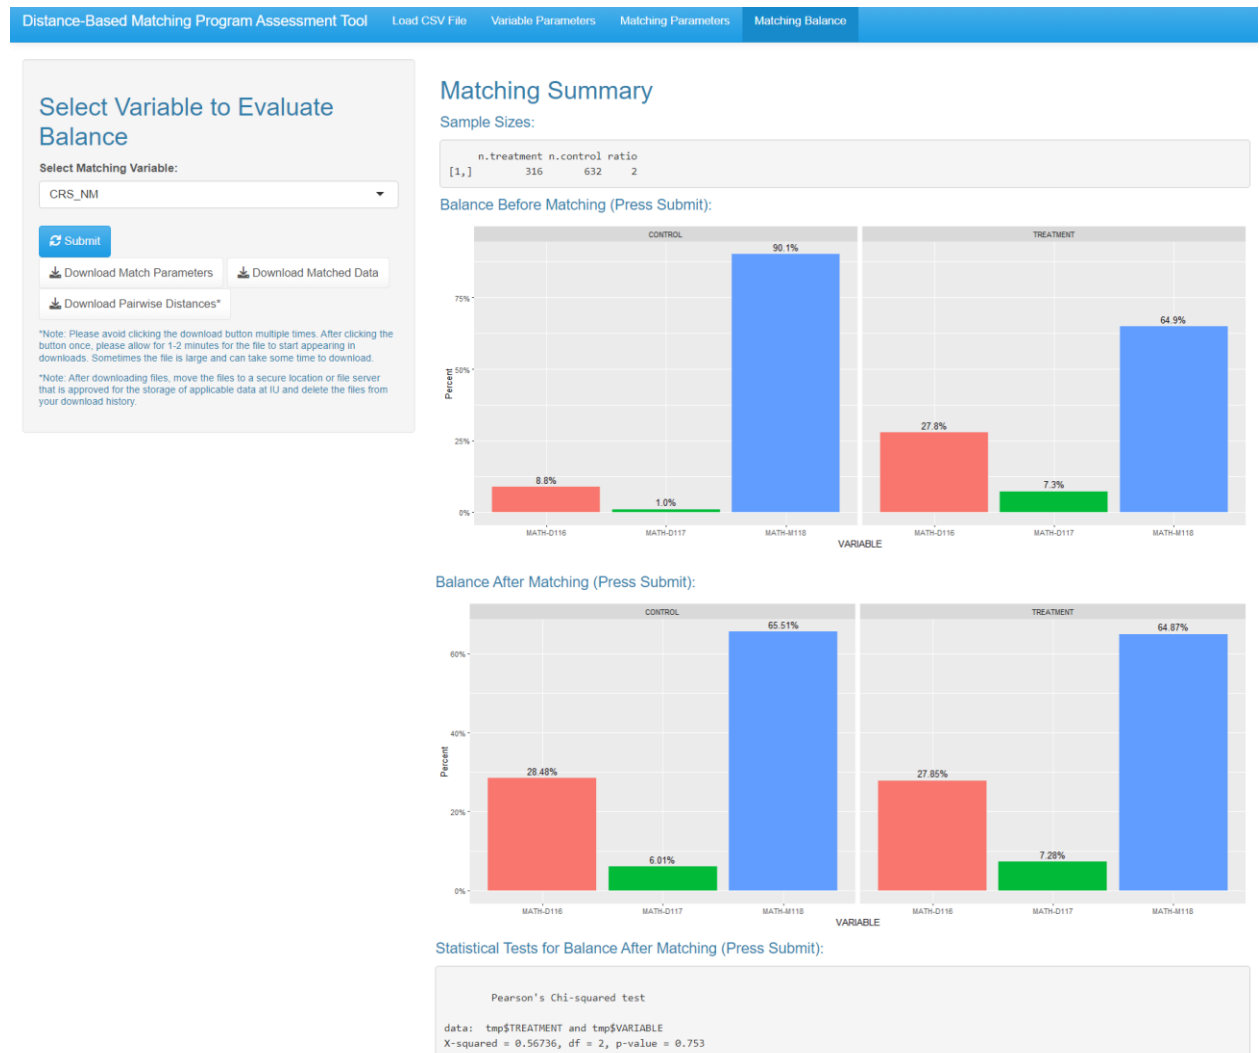 Distance-Based Matching Program Assessment Tool Load CSV File Variable Parameters Matching Parameters Matching Balance
Select Variable to Evaluate
Balance
Select Matching Variable:
CRS_NM
Submit
Download Match Parameters Download Matched Data
Download Pairwise Distances*
*Note: Please avoid clicking the download button multiple times. After clicking the
button once, please allow for 1-2 minutes for the file to start appearing in
downloads. Sometimes the file is large and can take some time to download.
*Note: After downloading files, move the files to a secure location or file server
that is approved for the storage of applicable data at IU and delete the files from
your download history.
Matching Summary
Sample Sizes:
n.treatment n.control ratio
[1,] 316 632 2
Balance Before Matching (Press Submit):
CONTROL TREATMENT
90.1%
75%
64.9%
50%
Percent
27.8%
25%
8.8%
7.3%
1.0%
0%
MATH-D116 MATH-D117 MATH-M118 MATH-D116 MATH-D117 MATH-M118
VARIABLE
Balance After Matching (Press Submit):
CONTROL TREATMENT
65.51% 64.87%
60%
40%
Percent
28.48% 27.85%
20%
6.01% 7.28%
0%
MATH-D116 MATH-D117 MATH-M118 MATH-D116 MATH-D117 MATH-M118
VARIABLE
Statistical Tests for Balance After Matching (Press Submit):
Pearson's Chi-squared test
data: tmp$TREATMENT and tmp$VARIABLE
X-squared = 0.56736, df = 2, p-value = 0.753